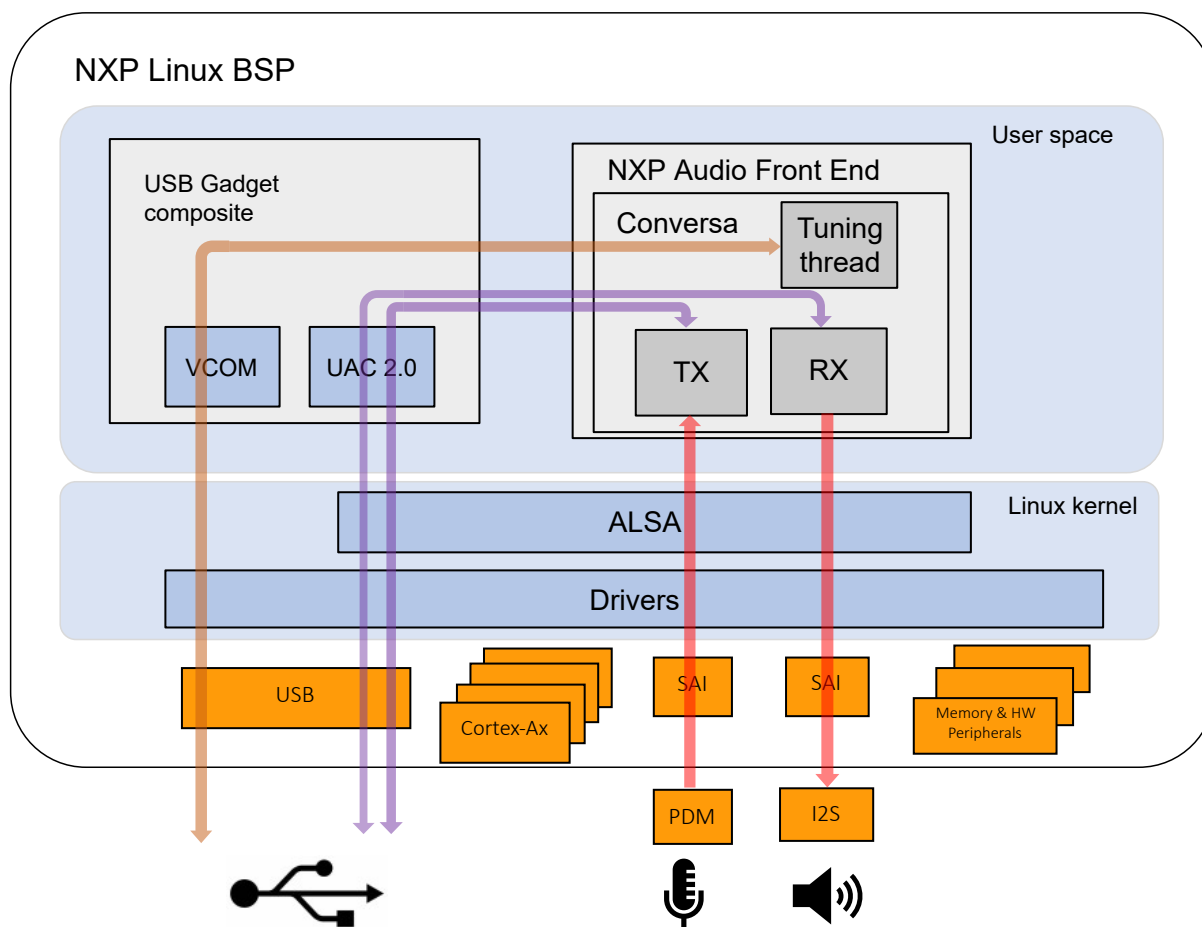 NXP Linux BSP
User space
USB Gadget
composite
NXP Audio Front End
Conversa
Tuning
thread
VCOM
UAC 2.0
TX
RX
Linux kernel
ALSA
Drivers
USB
Cortex-Ax
SAI
SAI
Memory & HW
Peripherals
PDM
I2S